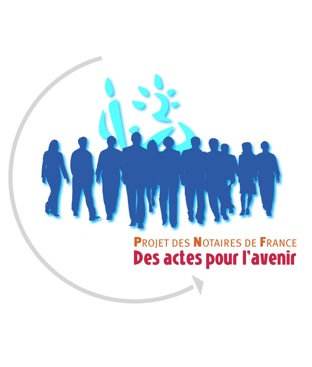 PROJET DES NOTAIRES DE FRANCE
Des actes pour l'avenir